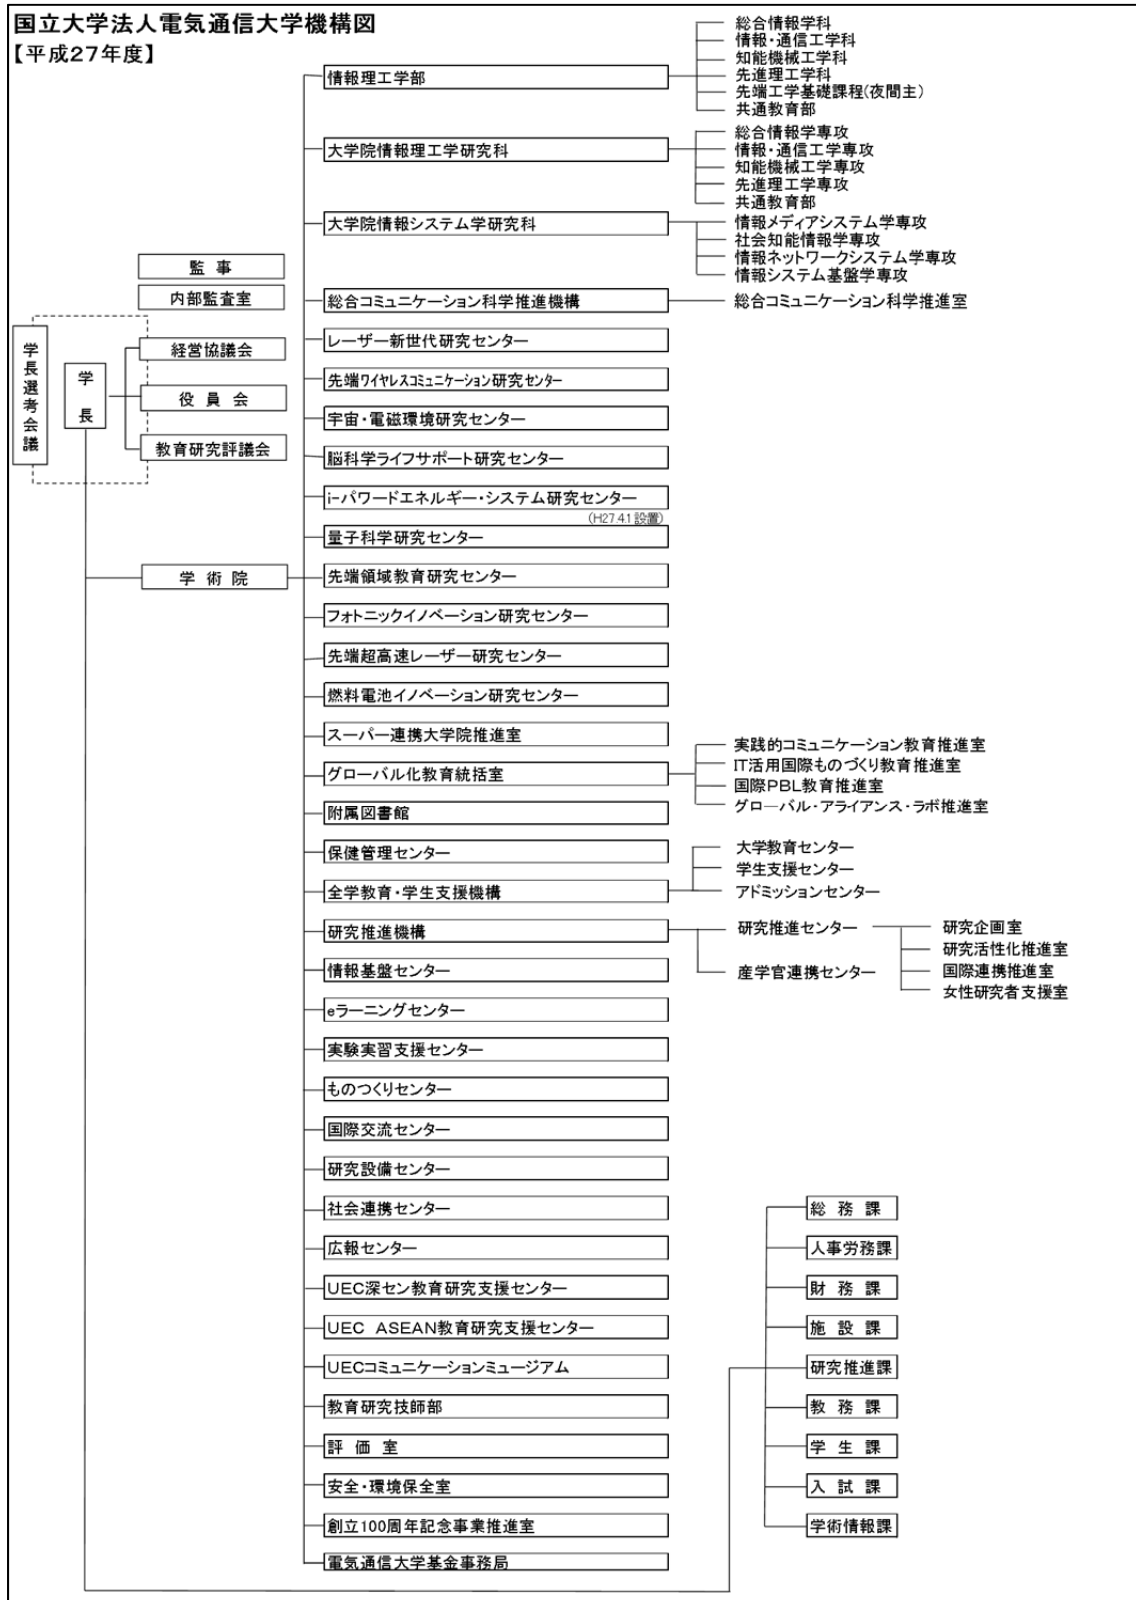 国立大学法人電気通信大学機構図
【平成27年度】
情報理工学部
総合情報学科
情報・通信工学科
知能機械工学科
先進理工学科
先端工学基礎課程(夜間主)
共通教育部
大学院情報理工学研究科
総合情報学専攻
情報・通信工学専攻
知能機械工学専攻
先進理工学専攻
共通教育部
大学院情報システム学研究科
情報メディアシステム学専攻
社会知能情報学専攻
情報ネットワークシステム学専攻
情報システム基盤学専攻
監事
内部監査室
学長選考会議
学長
経営協議会
役員会
教育研究評議会
学術院
総合コミュニケーション科学推進機構
総合コミュニケーション科学推進室
レーザー新世代研究センター
先端ワイヤレスコミュニケーション研究センター
宇宙・電磁環境研究センター
脳科学ライフサポート研究センター
i-パワードエネルギー・システム研究センター
(H27.4.1 設置)
量子科学研究センター
先端領域教育研究センター
フォトニックイノベーション研究センター
先端超高速レーザー研究センター
燃料電池イノベーション研究センター
スーパー連携大学院推進室
グローバル化教育統括室
実践的コミュニケーション教育推進室
IT活用国際ものづくり教育推進室
国際PBL教育推進室
グローバル・アライアンス・ラボ推進室
附属図書館
保健管理センター
全学教育・学生支援機構
大学教育センター
学生支援センター
アドミッションセンター
研究推進機構
研究推進センター
研究企画室
研究活性化推進室
国際連携推進室
女性研究者支援室
産学官連携センター
情報基盤センター
eラーニングセンター
実験実習支援センター
ものつくりセンター
国際交流センター
研究設備センター
社会連携センター
広報センター
UEC深セン教育研究支援センター
UEC ASEAN教育研究支援センター
UECコミュニケーションミュージアム
教育研究技師部
評価室
安全・環境保全室
創立100周年記念事業推進室
電気通信大学基金事務局
総務課
人事労務課
財務課
施設課
研究推進課
教務課
学生課
入試課
学術情報課